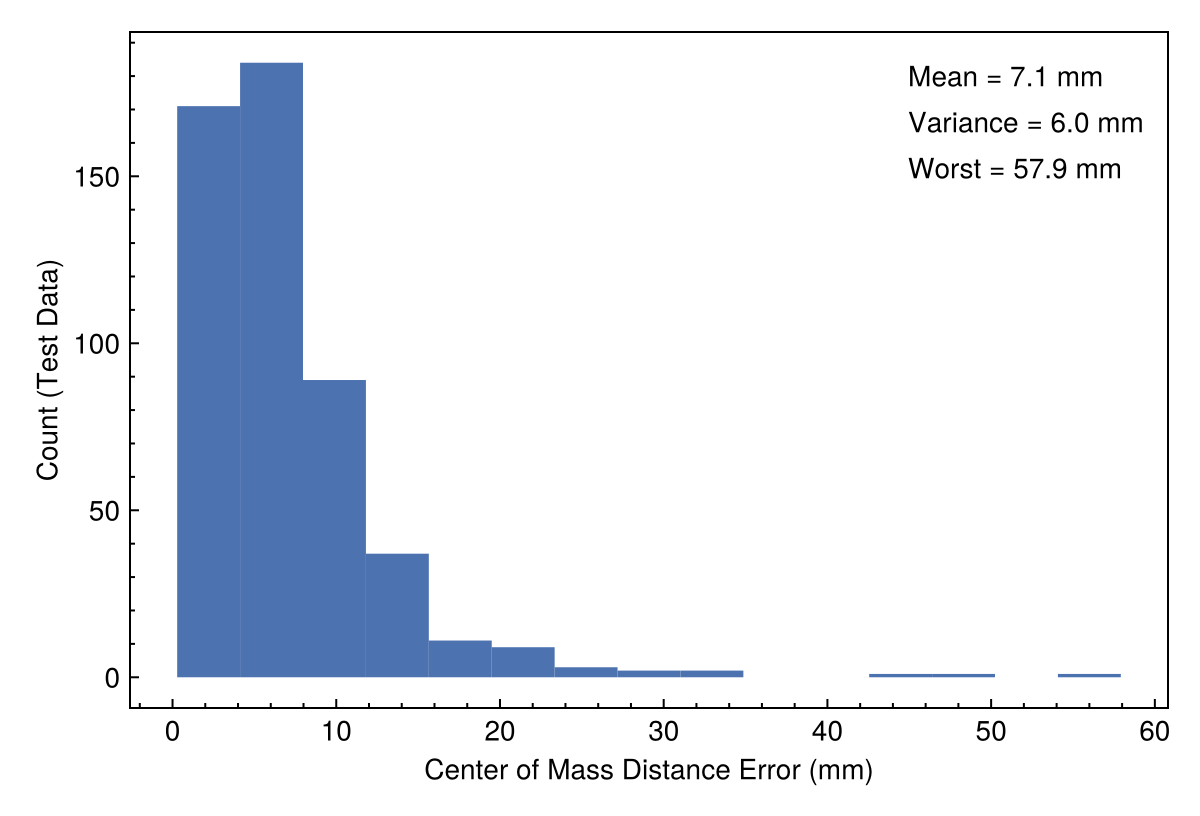 Mean = 7.1 mm
Variance = 6.0 mm
Worst = 57.9 mm
150
100
50
0
Count (Test Data)
0 10 20 30 40 50 60
Center of Mass Distance Error (mm)